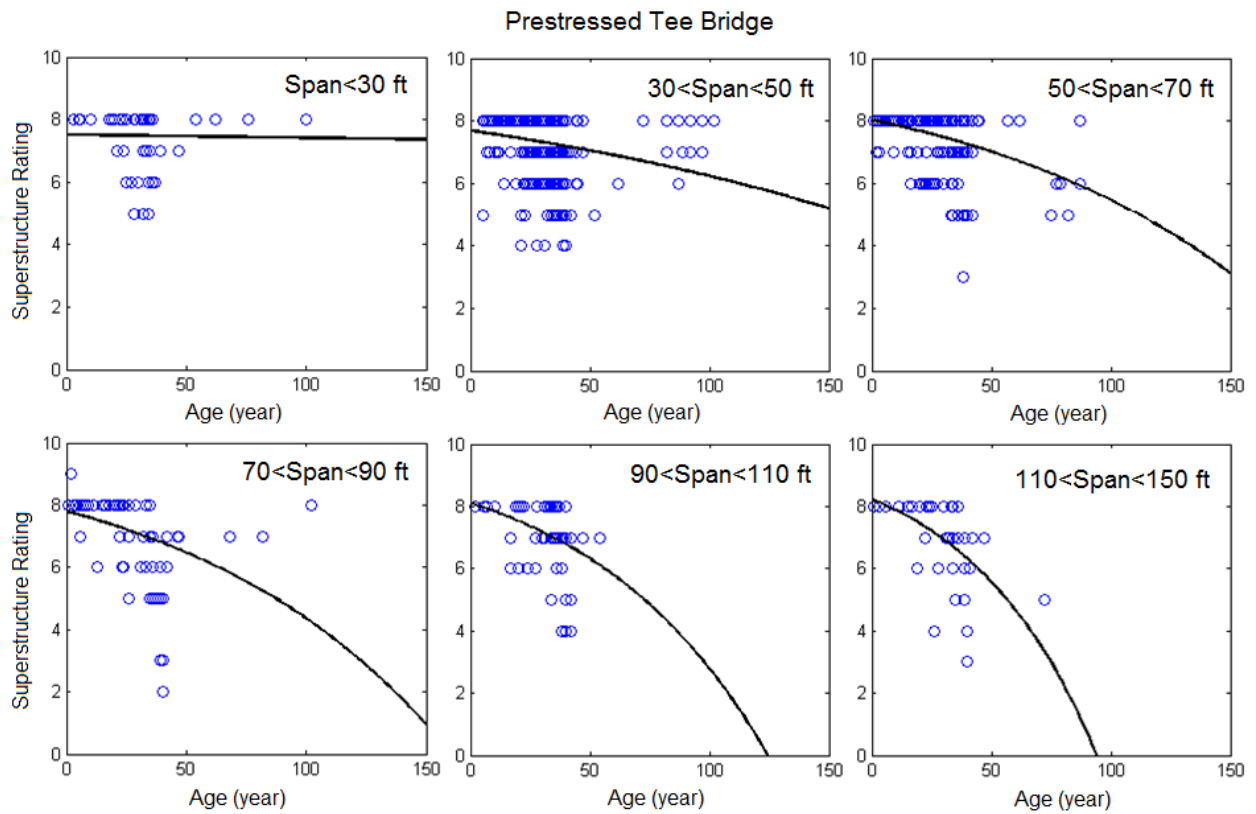 Prestressed Tee Bridge
Span<30 ft
30<Span<50 ft
50<Span<70 ft
Superstructure Rating
10
8
6
4
2
0
0 50 100 150
Age (year)
10
8
6
4
2
0
0 50 100 150
Age (year)
10
8
6
4
2
0
0 50 100 150
Age (year)
70<Span<90 ft
90<Span<110 ft
110<Span<150 ft
Superstructure Rating
10
8
6
4
2
0
0 50 100 150
Age (year)
10
8
6
4
2
0
0 50 100 150
Age (year)
10
8
6
4
2
0
0 50 100 150
Age (year)